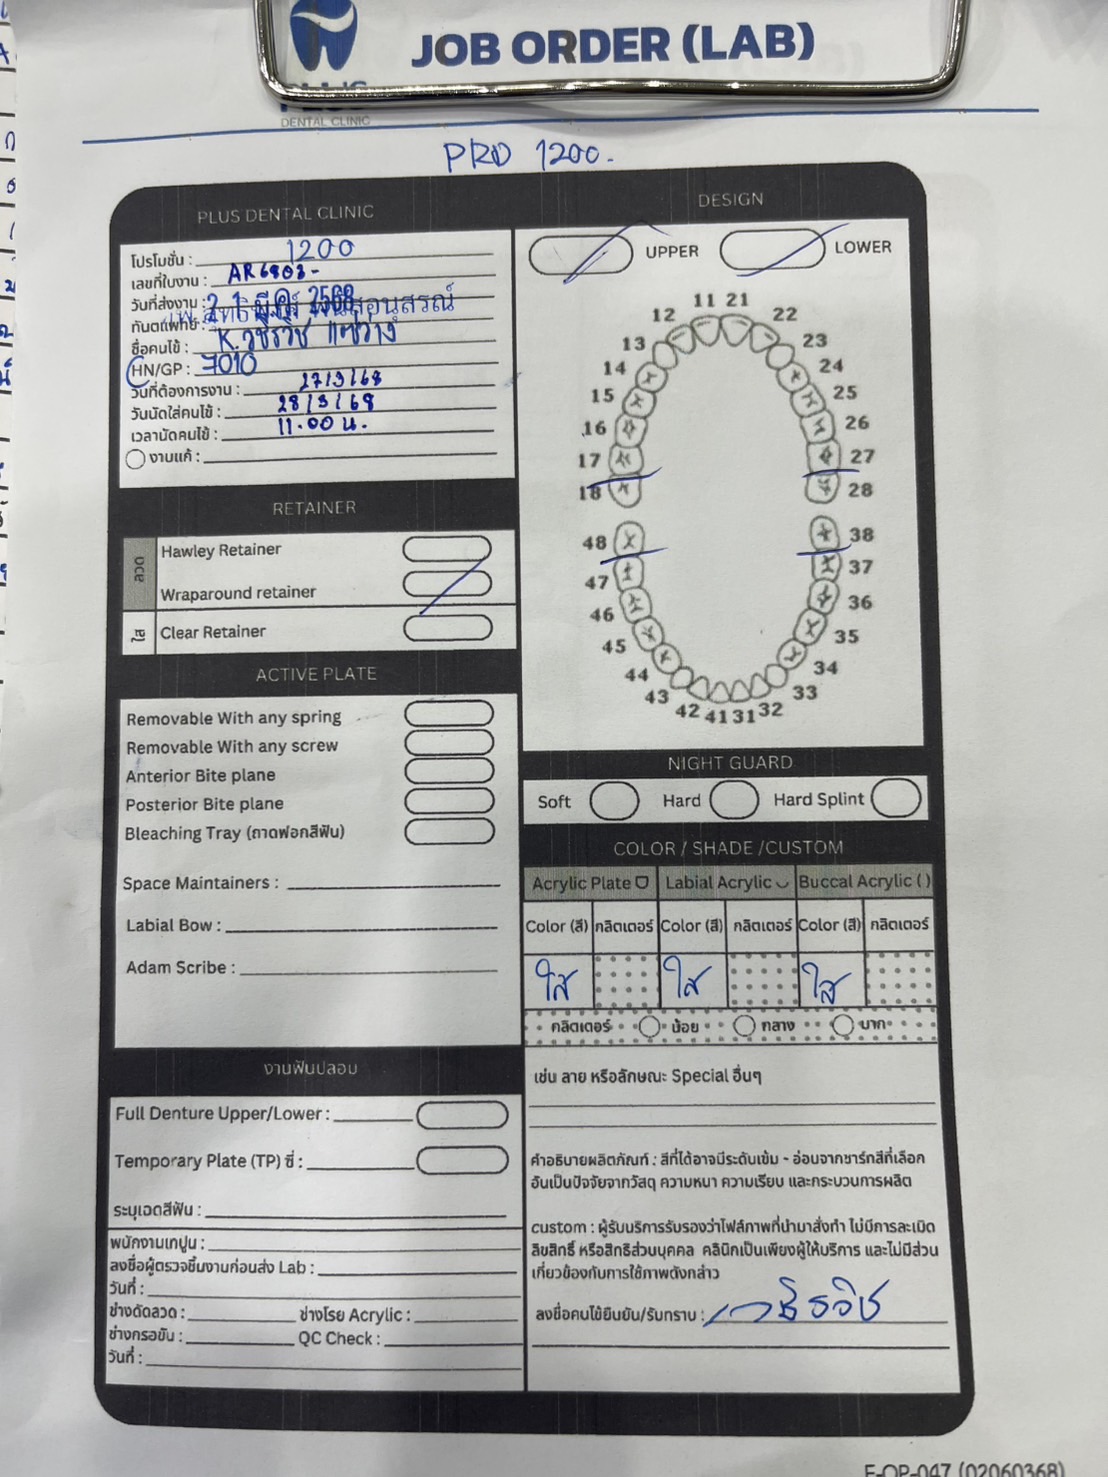 JOB ORDER (LAB)
PLUS
DENTAL CLINIC
PRO 1200.
PLUS DENTAL CLINIC
โปรโมชั่น : 1200
เลขที่ใบงาน : AR6803-
วันที่ส่งงาน : 21 มี.ค. 2568
ทันตแพทย์ :
ชื่อคนไข้ : K. วชิรวิช แซ่ว่าง
HN/GP : 7010
วันที่ต้องการงาน : 27/3/68
วันนัดใส่คนไข้ : 28/3/68
เวลานัดคนไข้ : 11.00 น.
งานแก้ :
DESIGN
UPPER LOWER
11 21
12 22
13 23
14 24
15 25
16 26
17 27
18 28
48 38
47 37
46 36
45 35
44 34
43 33
42 41 31 32
RETAINER
ลวด
Hawley Retainer
Wraparound retainer
ใส
Clear Retainer
ACTIVE PLATE
Removable With any spring
Removable With any screw
Anterior Bite plane
Posterior Bite plane
Bleaching Tray (ถาดฟอกสีฟัน)
Space Maintainers :
Labial Bow :
Adam Scribe :
NIGHT GUARD
Soft Hard Hard Splint
COLOR / SHADE /CUSTOM
Acrylic Plate Labial Acrylic Buccal Acrylic ( )
Color (สี) กลิตเตอร์ Color (สี) กลิตเตอร์ Color (สี) กลิตเตอร์
ใส ใส ใส
กลิตเตอร์ น้อย กลาง มาก
เช่น ลาย หรือลักษณะ Special อื่นๆ
คำอธิบายผลิตภัณฑ์ : สีที่ได้อาจมีระดับเข้ม - อ่อนจากชาร์ทสีที่เลือก
อันเป็นปัจจัยจากวัสดุ ความหนา ความเรียบ และกระบวนการผลิต
custom : ผู้รับบริการรับรองว่าไฟล์ภาพที่นำมาสั่งทำ ไม่มีการละเมิด
ลิขสิทธิ์ หรือสิทธิส่วนบุคคล คลินิกเป็นเพียงผู้ให้บริการ และไม่มีส่วน
เกี่ยวข้องกับการใช้ภาพดังกล่าว
ลงชื่อคนไข้ยืนยัน/รับทราบ : วชิรวิช
งานฟันปลอม
Full Denture Upper/Lower :
Temporary Plate (TP) ซี่ :
ระบุเฉดสีฟัน :
พนักงานเทปูน :
ลงชื่อผู้ตรวจชิ้นงานก่อนส่ง Lab :
วันที่ :
ช่างดัดลวด : ช่างโรย Acrylic :
ช่างกรอขัน : QC Check :
วันที่ :
F-OP-047 (02060368)